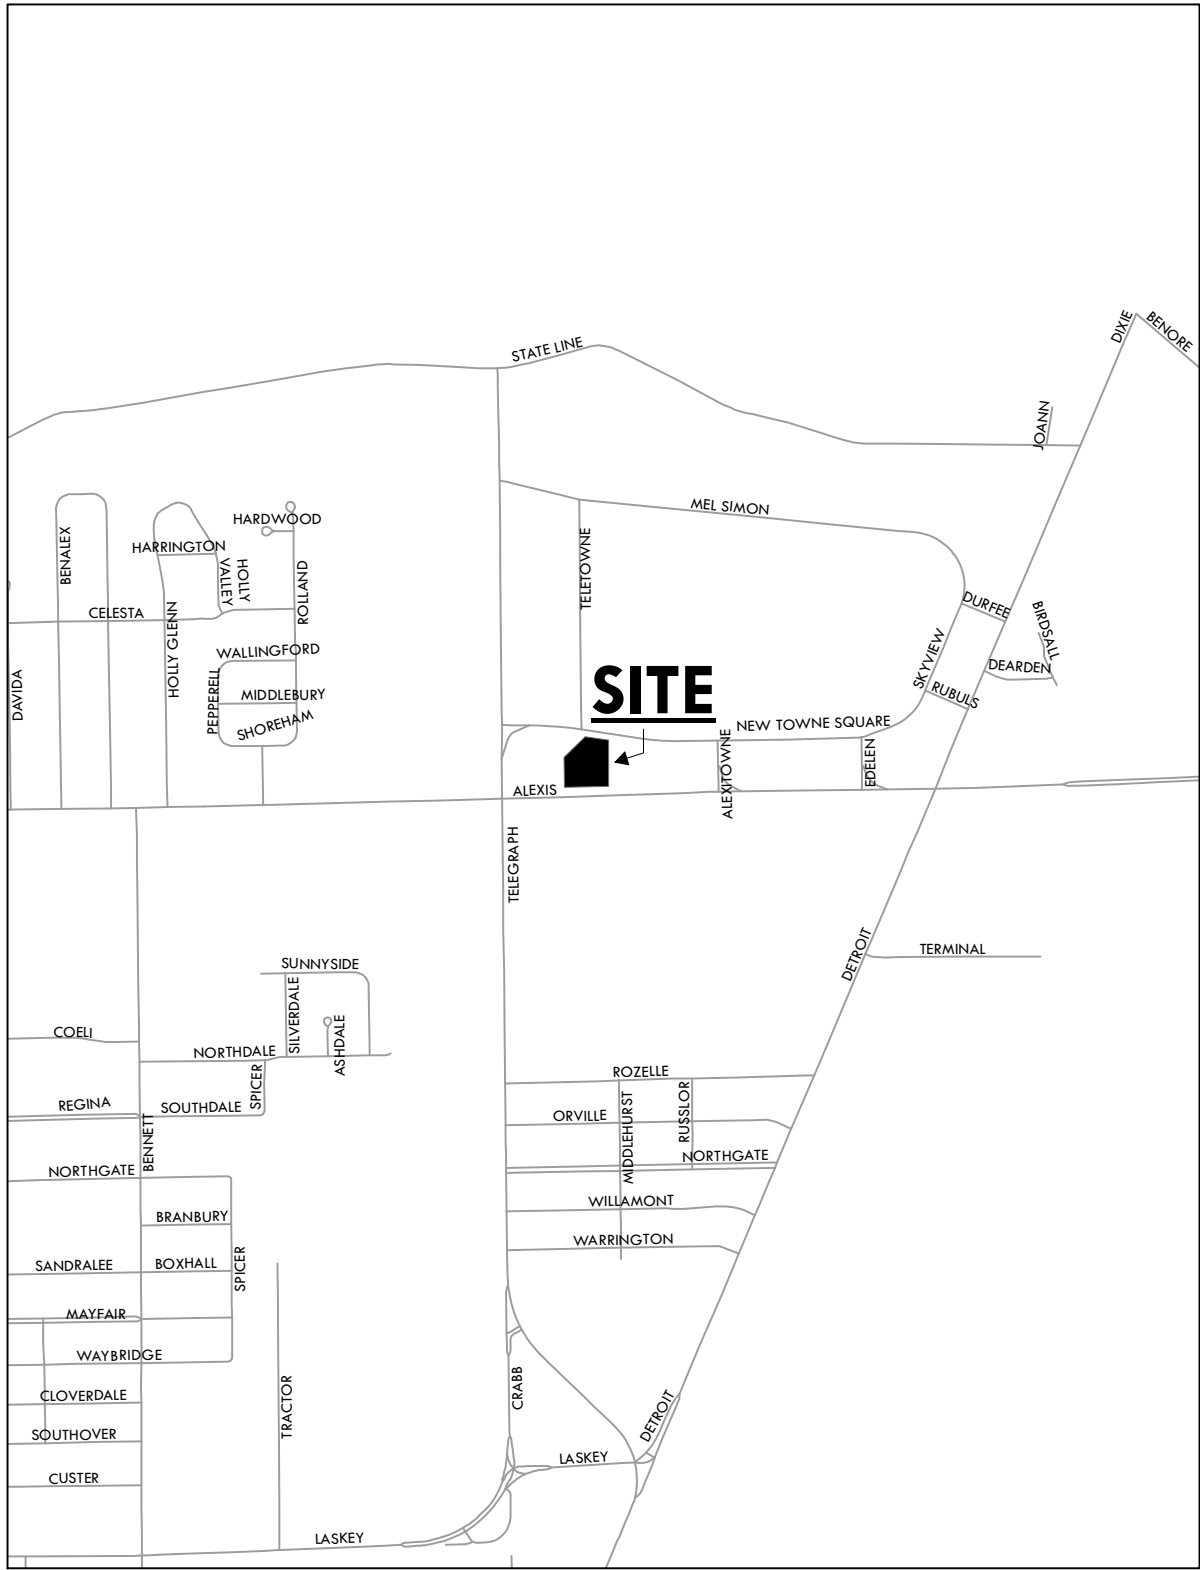 DIXIE
BENORE
STATE LINE
JOANN
MEL SIMON
HARDWOOD
TELETOWNE
BENALEX
HARRINGTON
HOLLY
VALLEY
ROLLAND
DURFEE
BIRDSALL
CELESTA
HOLLY GLENN
WALLINGFORD
SKYVIEW
DEARDEN
DAVIDA
PEPPERELL
MIDDLEBURY
SITE
RUBULS
SHOREHAM
NEW TOWNE SQUARE
ALEXITOWNE
EDELEN
ALEXIS
TELEGRAPH
DETROIT
TERMINAL
SUNNYSIDE
SILVERDALE
ASHDALE
COELI
NORTHDALE
SPICER
ROZELLE
REGINA
SOUTHDALE
ORVILLE
MIDDLEHURST
RUSSLOR
BENNETT
NORTHGATE
NORTHGATE
WILLAMONT
BRANBURY
WARRINGTON
SANDRALEE
BOXHALL
SPICER
MAYFAIR
WAYBRIDGE
CRABB
CLOVERDALE
TRACTOR
DETROIT
SOUTHOVER
LASKEY
CUSTER
LASKEY